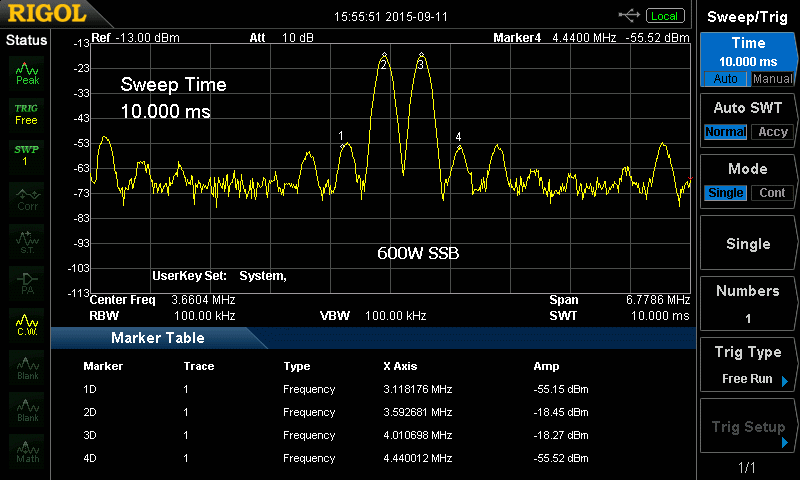 RIGOL
15:55:51 2015-09-11
Local
Status
Ref -13.00 dBm Att 10 dB Marker4 4.4400 MHz -55.52 dBm
-13
-23
-33
-43
-53
-63
-73
-83
-93
-103
-113
Sweep Time
10.000 ms
1
2
3
4
600W SSB
UserKey Set: System,
Center Freq 3.6604 MHz Span 6.7786 MHz
RBW 100.00 kHz VBW 100.00 kHz SWT 10.000 ms
Peak
TRIG
Free
SWP
1
Corr
S.T.
PA
C.W.
Blank
Blank
Math
Marker Table
Marker Trace Type X Axis Amp
1D 1 Frequency 3.118176 MHz -55.15 dBm
2D 1 Frequency 3.592681 MHz -18.45 dBm
3D 1 Frequency 4.010698 MHz -18.27 dBm
4D 1 Frequency 4.440012 MHz -55.52 dBm
Sweep/Trig
Time
10.000 ms
Auto Manual
Auto SWT
Normal Accy
Mode
Single Cont
Single
Numbers
1
Trig Type
Free Run
Trig Setup
1/1